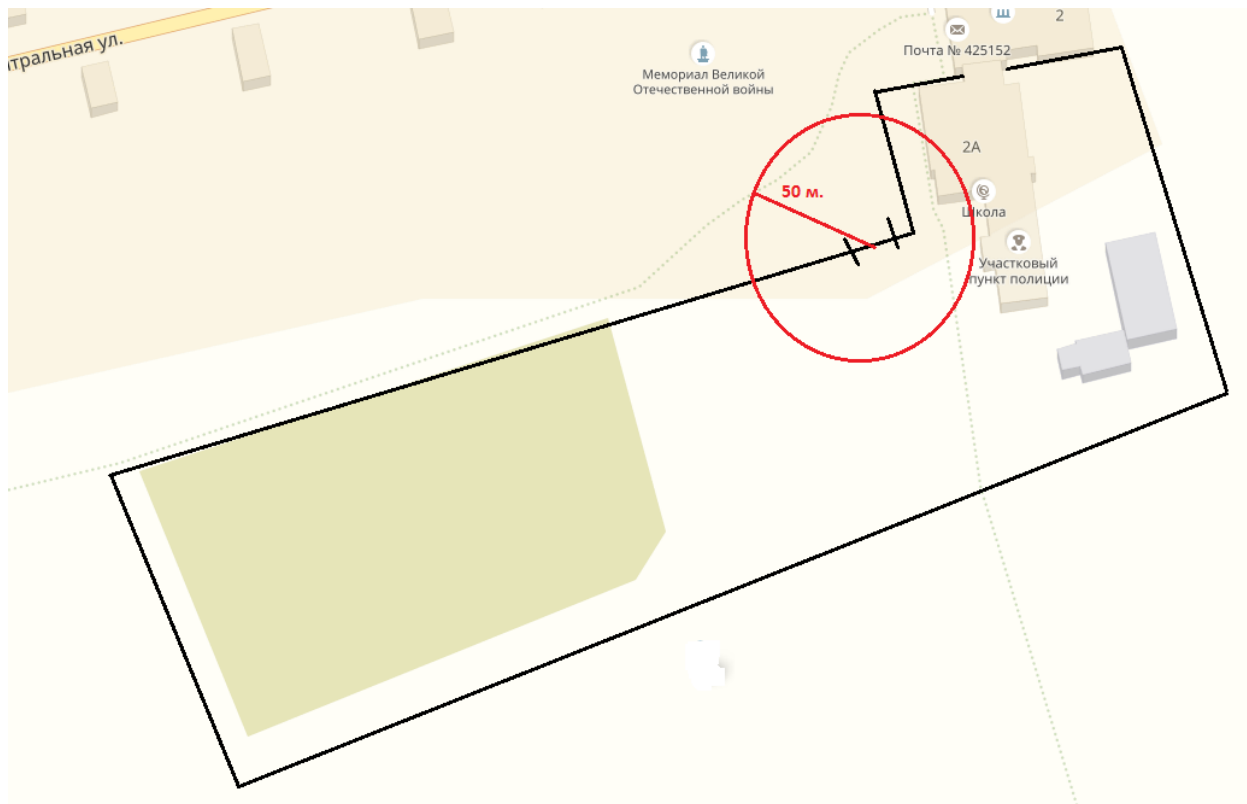 2
Почта № 425152
тральная ул.
Мемориал Великой
Отечественной войны
2А
50 м.
Школа
Участковый
пункт полиции